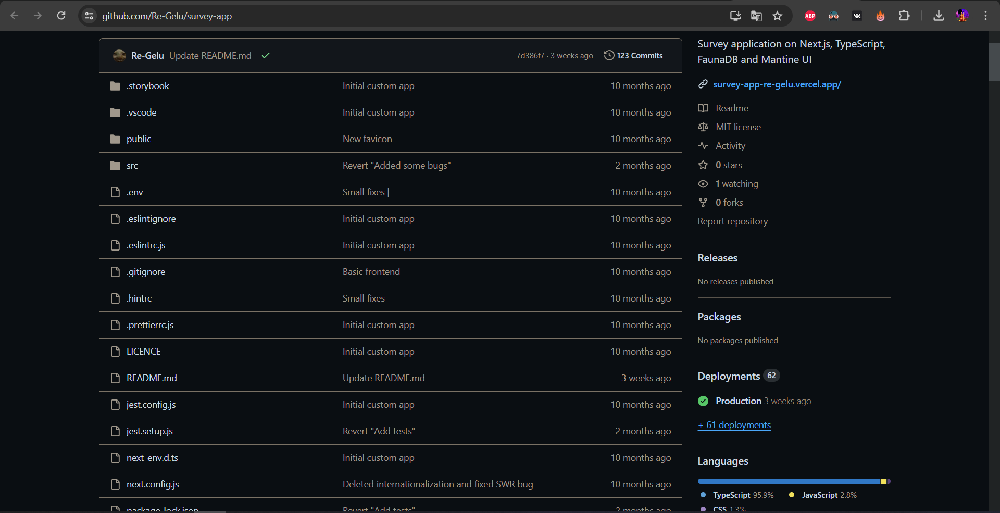 github.com/Re-Gelu/survey-app
ABP
Re-Gelu Update README.md 7d386f7 · 3 weeks ago 123 Commits
.storybook Initial custom app 10 months ago
.vscode Initial custom app 10 months ago
public New favicon 10 months ago
src Revert "Added some bugs" 2 months ago
.env Small fixes | 10 months ago
.eslintignore Initial custom app 10 months ago
.eslintrc.js Initial custom app 10 months ago
.gitignore Basic frontend 10 months ago
.hintrc Small fixes 10 months ago
.prettierrc.js Initial custom app 10 months ago
LICENCE Initial custom app 10 months ago
README.md Update README.md 3 weeks ago
jest.config.js Initial custom app 10 months ago
jest.setup.js Revert "Add tests" 2 months ago
next-env.d.ts Initial custom app 10 months ago
next.config.js Deleted internationalization and fixed SWR bug 10 months ago
package-lock.json Revert "Add tests" 2 months ago
Survey application on Next.js, TypeScript,
FaunaDB and Mantine UI
survey-app-re-gelu.vercel.app/
Readme
MIT license
Activity
0 stars
1 watching
0 forks
Report repository
Releases
No releases published
Packages
No packages published
Deployments 62
Production 3 weeks ago
+ 61 deployments
Languages
TypeScript 95.9% JavaScript 2.8%
CSS 1.3%